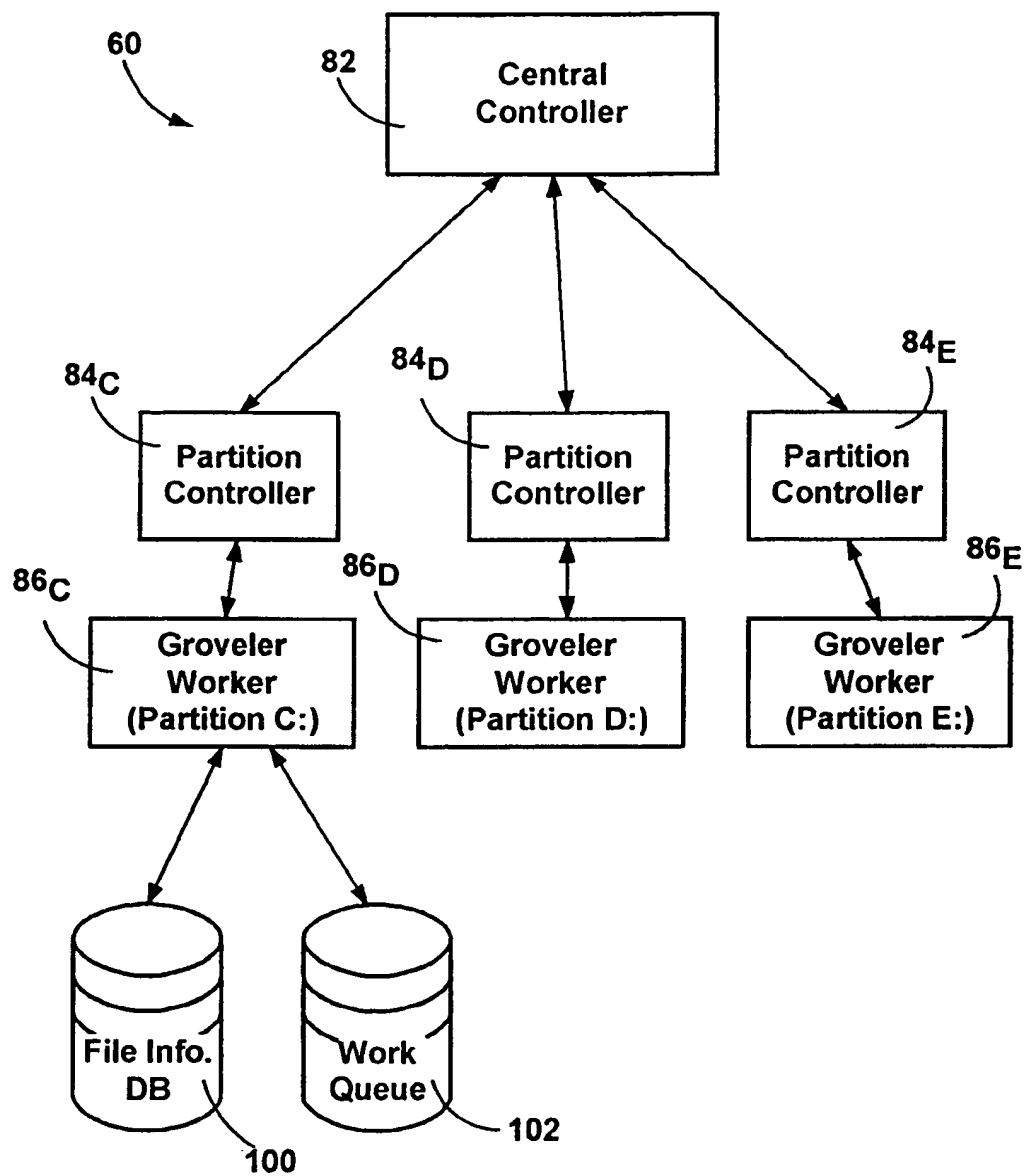 60
82
Central
Controller
84C
84D
84E
Partition
Controller
Partition
Controller
Partition
Controller
86C
86D
86E
Groveler
Worker
(Partition C:)
Groveler
Worker
(Partition D:)
Groveler
Worker
(Partition E:)
File Info.
DB
Work
Queue
100
102